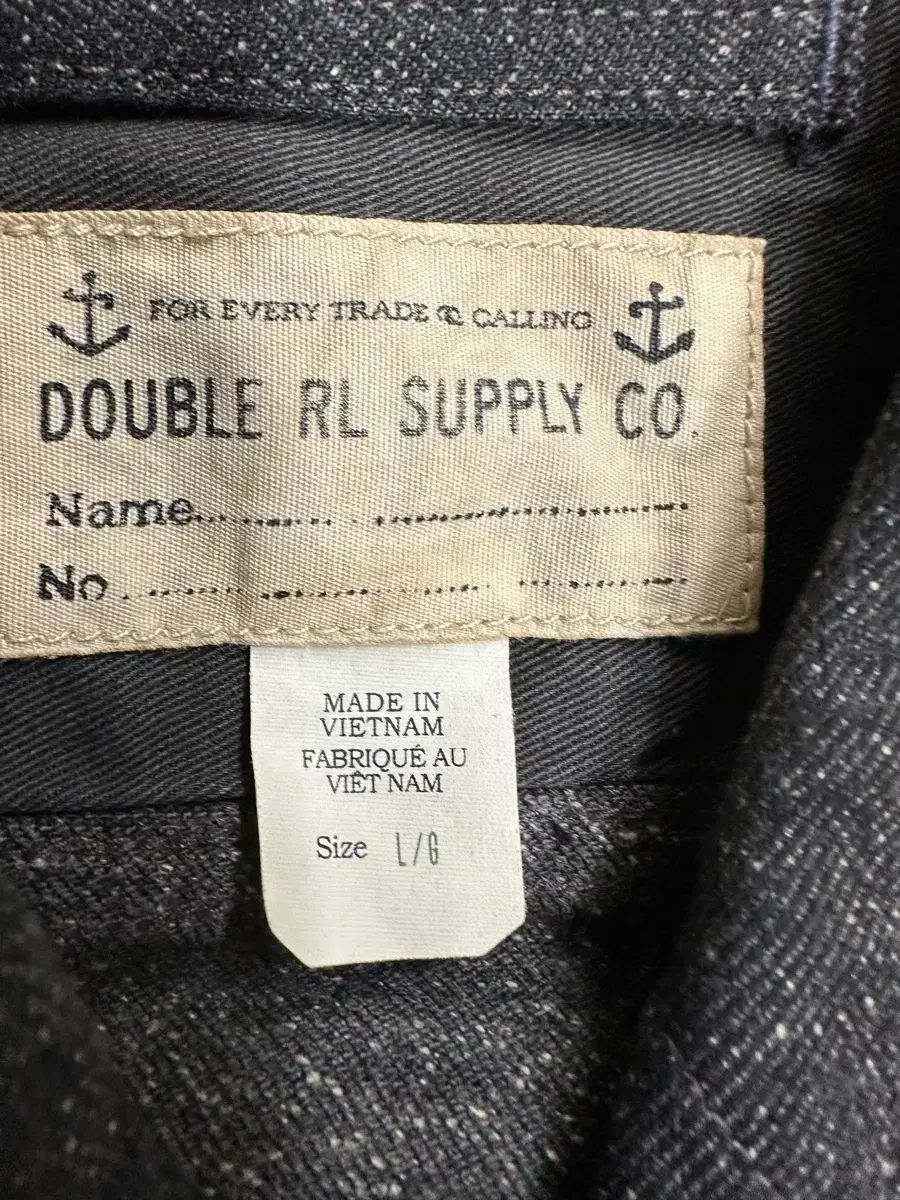 FOR EVERY TRADE & CALLING
DOUBLE RL SUPPLY CO.
Name
No
MADE IN
VIETNAM
FABRIQUÉ AU
VIÊT NAM
Size L/G